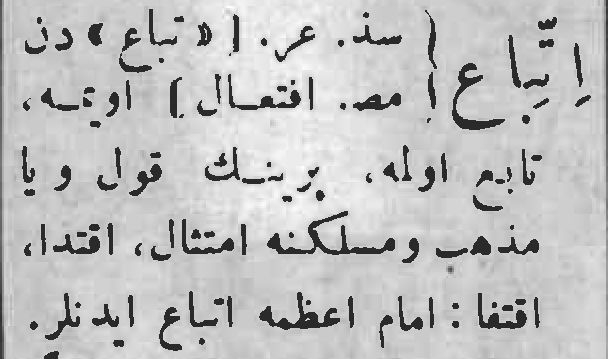 اِتِّباع { سذ. عر. [ «تباع» دن
مص. افتعال ] اویمه،
تابع اولمه، برینك قول و یا
مذهب ومسلكنه امتثال، اقتدا،
اقتفا : امام اعظمه اتباع ایدنلر.